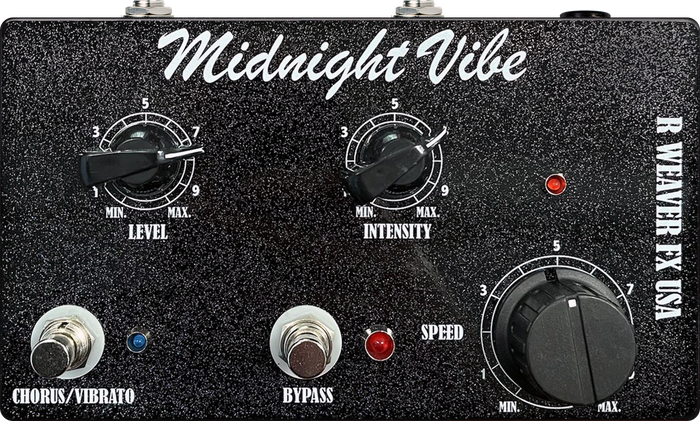 Midnight Vibe
1 3 5 7 9
MIN. MAX.
LEVEL
1 3 5 7 9
MIN. MAX.
INTENSITY
R WEAVER FX USA
CHORUS/VIBRATO
BYPASS
SPEED
1 3 5 7
MIN. MAX.